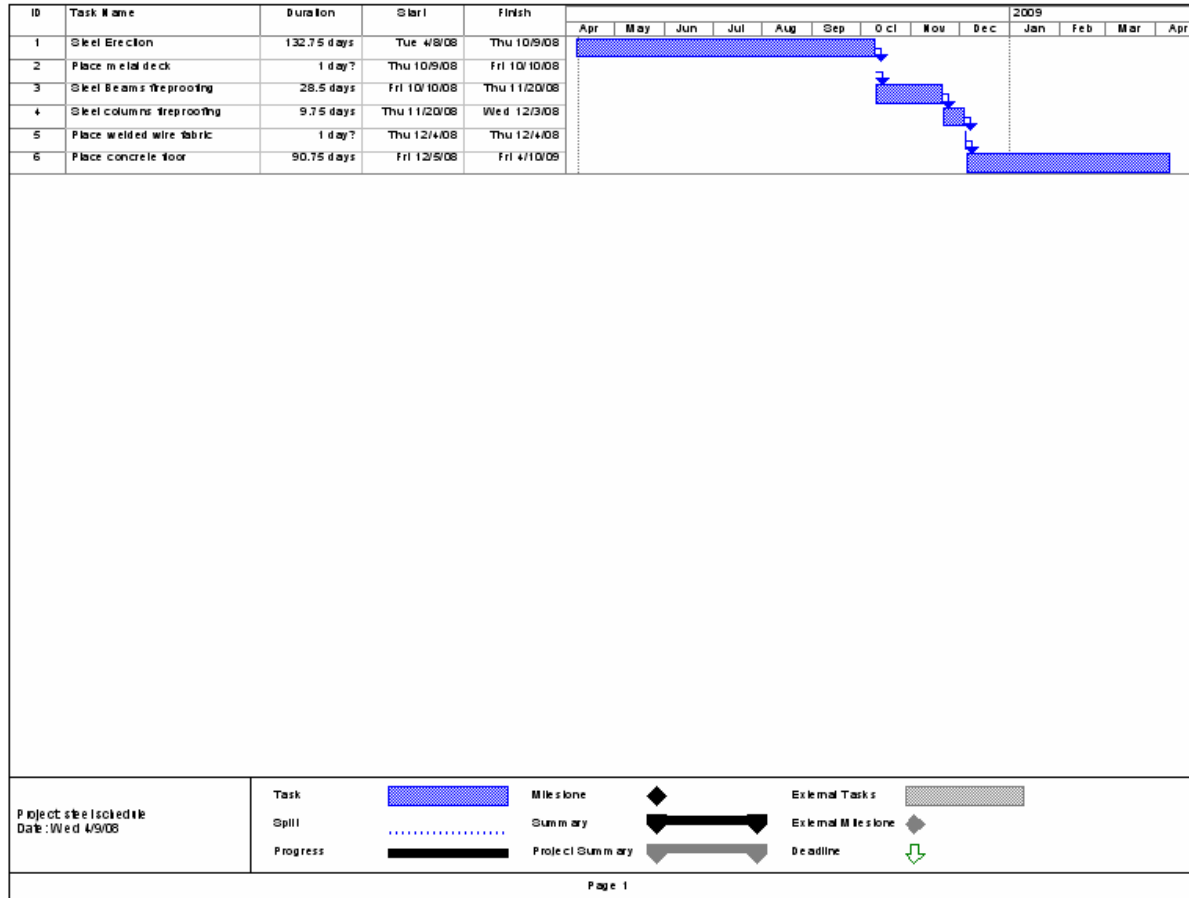 ID Task Name Duration Start Finish 2009
Apr May Jun Jul Aug Sep Oct Nov Dec Jan Feb Mar Apr
1 Steel Erection 132.75 days Tue 4/8/08 Thu 10/9/08
2 Place metal deck 1 day? Thu 10/9/08 Fri 10/10/08
3 Steel Beams fireproofing 28.5 days Fri 10/10/08 Thu 11/20/08
4 Steel columns fireproofing 9.75 days Thu 11/20/08 Wed 12/3/08
5 Place welded wire fabric 1 day? Thu 12/4/08 Thu 12/4/08
6 Place concrete floor 90.75 days Fri 12/5/08 Fri 4/10/09
Project: steel schedule
Date: Wed 4/9/08
Task Milestone External Tasks
Split Summary External Milestone
Progress Project Summary Deadline
Page 1